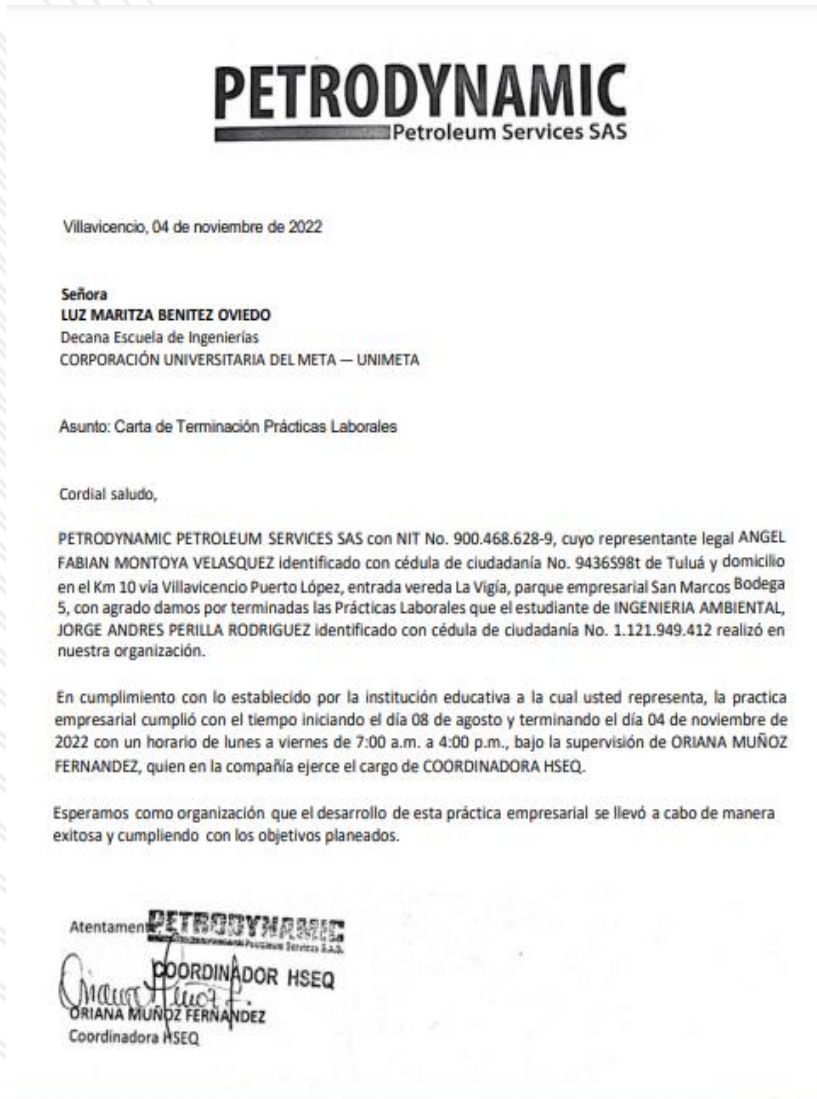 PETRODYNAMIC
Petroleum Services SAS
Villavicencio, 04 de noviembre de 2022
Señora
LUZ MARITZA BENITEZ OVIEDO
Decana Escuela de Ingenierías
CORPORACIÓN UNIVERSITARIA DEL META — UNIMETA
Asunto: Carta de Terminación Prácticas Laborales
Cordial saludo,
PETRODYNAMIC PETROLEUM SERVICES SAS con NIT No. 900.468.628-9, cuyo representante legal ANGEL
FABIAN MONTOYA VELASQUEZ identificado con cédula de ciudadanía No. 9436598t de Tuluá y domicilio
en el Km 10 vía Villavicencio Puerto López, entrada vereda La Vigía, parque empresarial San Marcos Bodega
5, con agrado damos por terminadas las Prácticas Laborales que el estudiante de INGENIERIA AMBIENTAL,
JORGE ANDRES PERILLA RODRIGUEZ identificado con cédula de ciudadanía No. 1.121.949.412 realizó en
nuestra organización.
En cumplimiento con lo establecido por la institución educativa a la cual usted representa, la practica
empresarial cumplió con el tiempo iniciando el día 08 de agosto y terminando el día 04 de noviembre de
2022 con un horario de lunes a viernes de 7:00 a.m. a 4:00 p.m., bajo la supervisión de ORIANA MUÑOZ
FERNANDEZ, quien en la compañía ejerce el cargo de COORDINADORA HSEQ.
Esperamos como organización que el desarrollo de esta práctica empresarial se llevó a cabo de manera
exitosa y cumpliendo con los objetivos planeados.
Atentamen PETRODYNAMIC
Petroleum Services S.A.S.
COORDINADOR HSEQ
Oriana Muñoz F.
ORIANA MUÑOZ FERNANDEZ
Coordinadora HSEQ